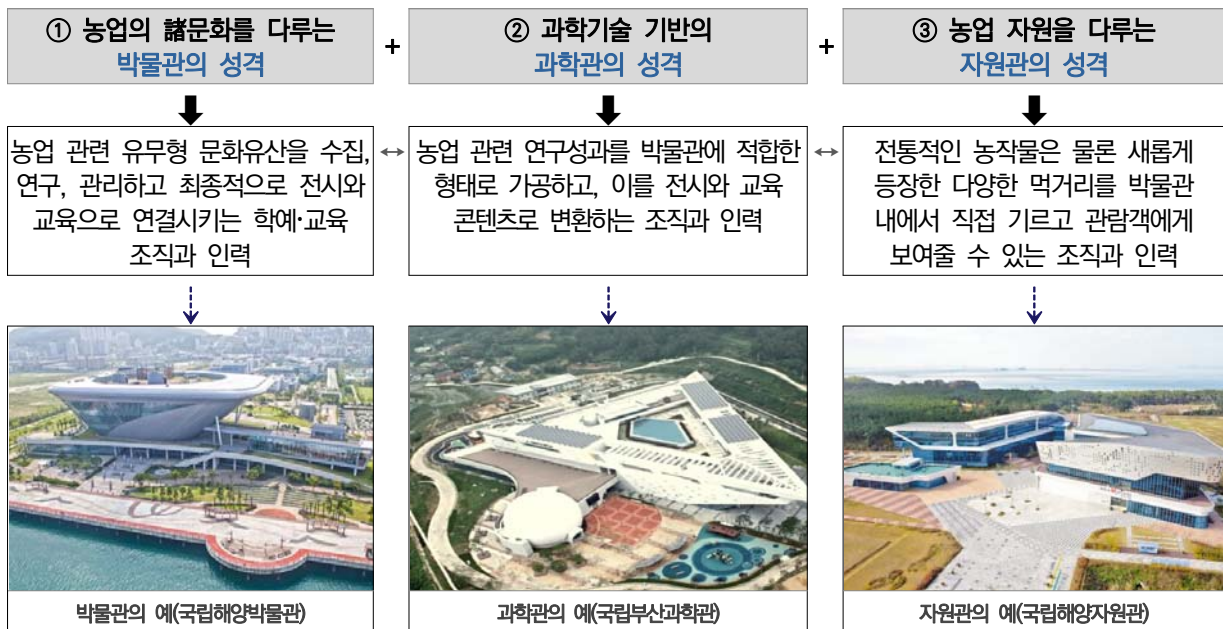 ① 농업의 諸문화를 다루는
박물관의 성격
+
② 과학기술 기반의
과학관의 성격
+
③ 농업 자원을 다루는
자원관의 성격
농업 관련 유무형 문화유산을 수집,
연구, 관리하고 최종적으로 전시와
교육으로 연결시키는 학예·교육
조직과 인력
농업 관련 연구성과를 박물관에 적합한
형태로 가공하고, 이를 전시와 교육
콘텐츠로 변환하는 조직과 인력
전통적인 농작물은 물론 새롭게
등장한 다양한 먹거리를 박물관
내에서 직접 기르고 관람객에게
보여줄 수 있는 조직과 인력
박물관의 예(국립해양박물관)
과학관의 예(국립부산과학관)
자원관의 예(국립해양자원관)